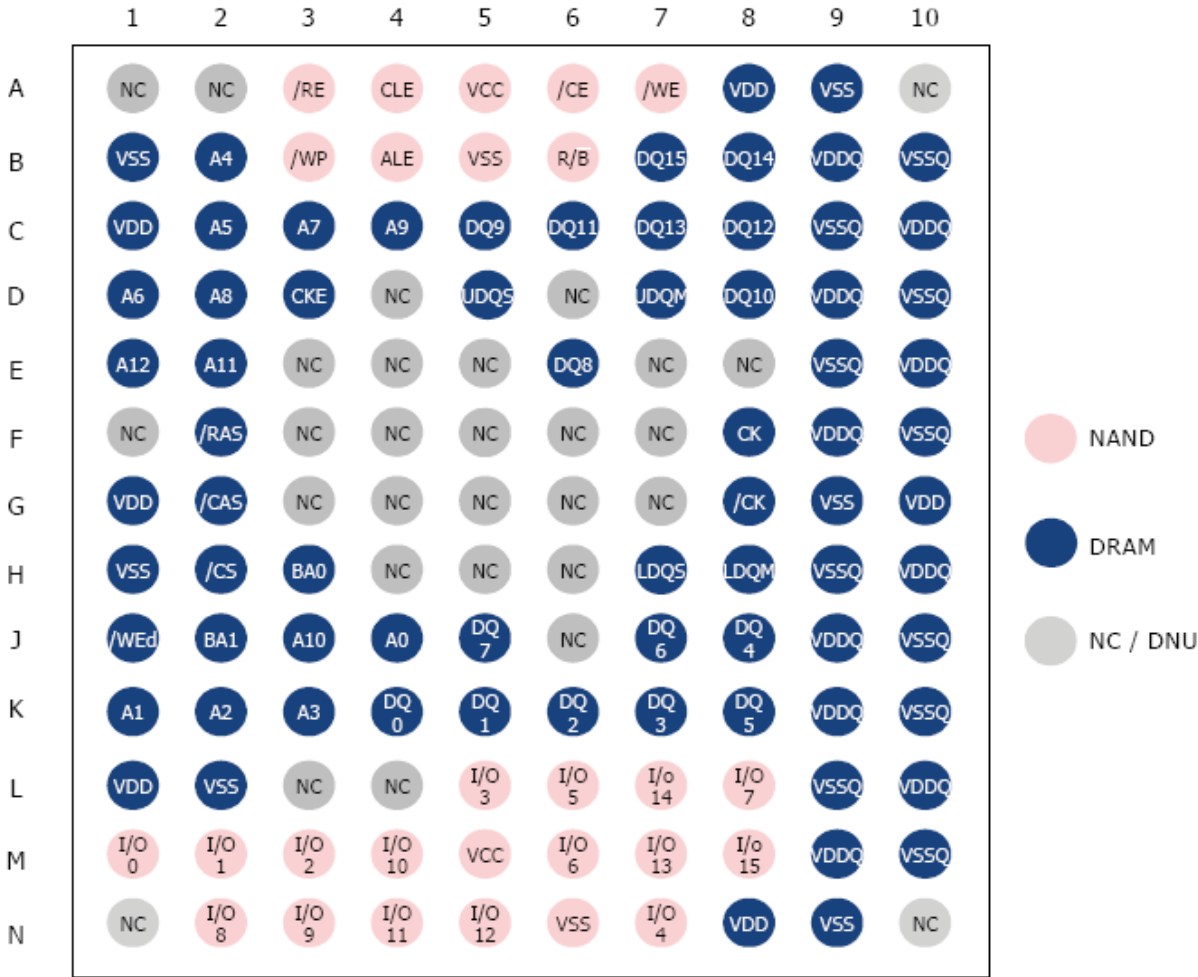 1 2 3 4 5 6 7 8 9 10
A NC NC /RE CLE VCC /CE /WE VDD VSS NC
B VSS A4 /WP ALE VSS R/B̅ DQ15 DQ14 VDDQ VSSQ
C VDD A5 A7 A9 DQ9 DQ11 DQ13 DQ12 VSSQ VDDQ
D A6 A8 CKE NC UDQS NC UDQM DQ10 VDDQ VSSQ
E A12 A11 NC NC NC DQ8 NC NC VSSQ VDDQ
F NC /RAS NC NC NC NC NC CK VDDQ VSSQ
NAND
G VDD /CAS NC NC NC NC NC /CK VSS VDD
DRAM
H VSS /CS BA0 NC NC NC LDQS LDQM VSSQ VDDQ
J /WEd BA1 A10 A0 DQ 7 NC DQ 6 DQ 4 VDDQ VSSQ
NC / DNU
K A1 A2 A3 DQ 0 DQ 1 DQ 2 DQ 3 DQ 5 VDDQ VSSQ
L VDD VSS NC NC I/O 3 I/O 5 I/o 14 I/O 7 VSSQ VDDQ
M I/O 0 I/O 1 I/O 2 I/O 10 VCC I/O 6 I/O 13 I/o 15 VDDQ VSSQ
N NC I/O 8 I/O 9 I/O 11 I/O 12 VSS I/O 4 VDD VSS NC